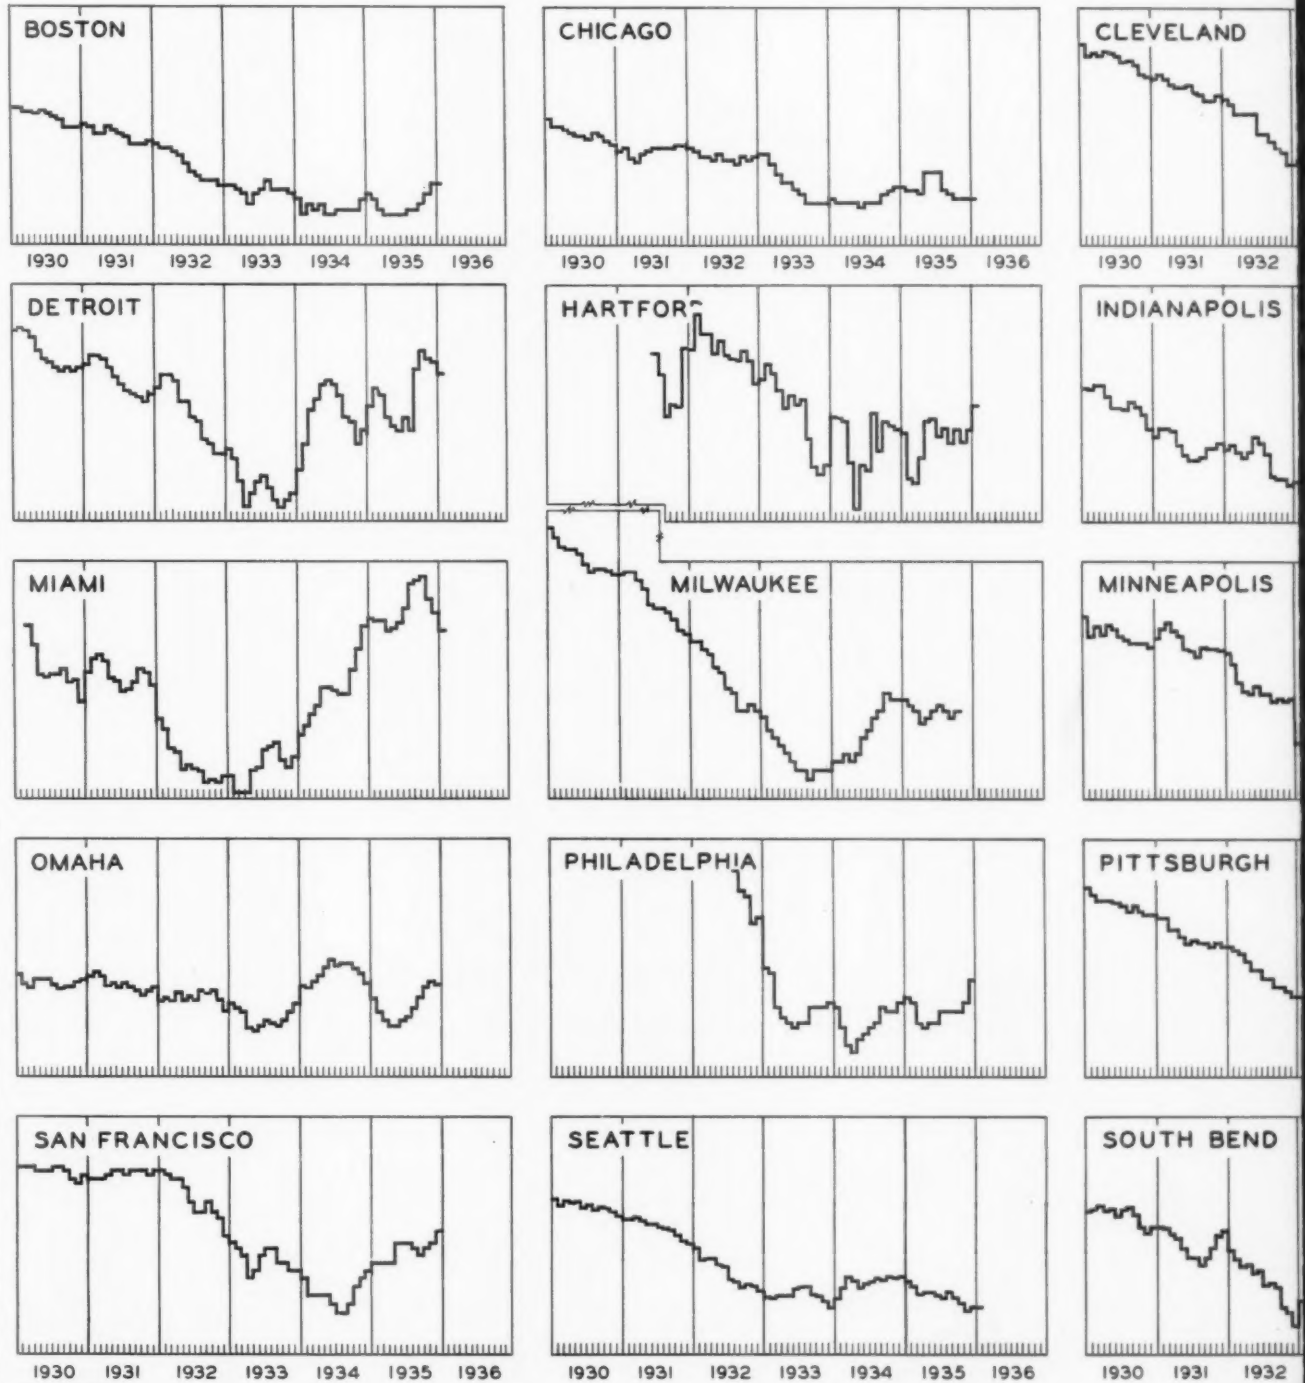 BOSTON CHICAGO CLEVELAND
1930 1931 1932 1933 1934 1935 1936 1930 1931 1932 1933 1934 1935 1936 1930 1931 1932
DETROIT HARTFORD INDIANAPOLIS
MIAMI MILWAUKEE MINNEAPOLIS
OMAHA PHILADELPHIA PITTSBURGH
SAN FRANCISCO SEATTLE SOUTH BEND
1930 1931 1932 1933 1934 1935 1936 1930 1931 1932 1933 1934 1935 1936 1930 1931 1932